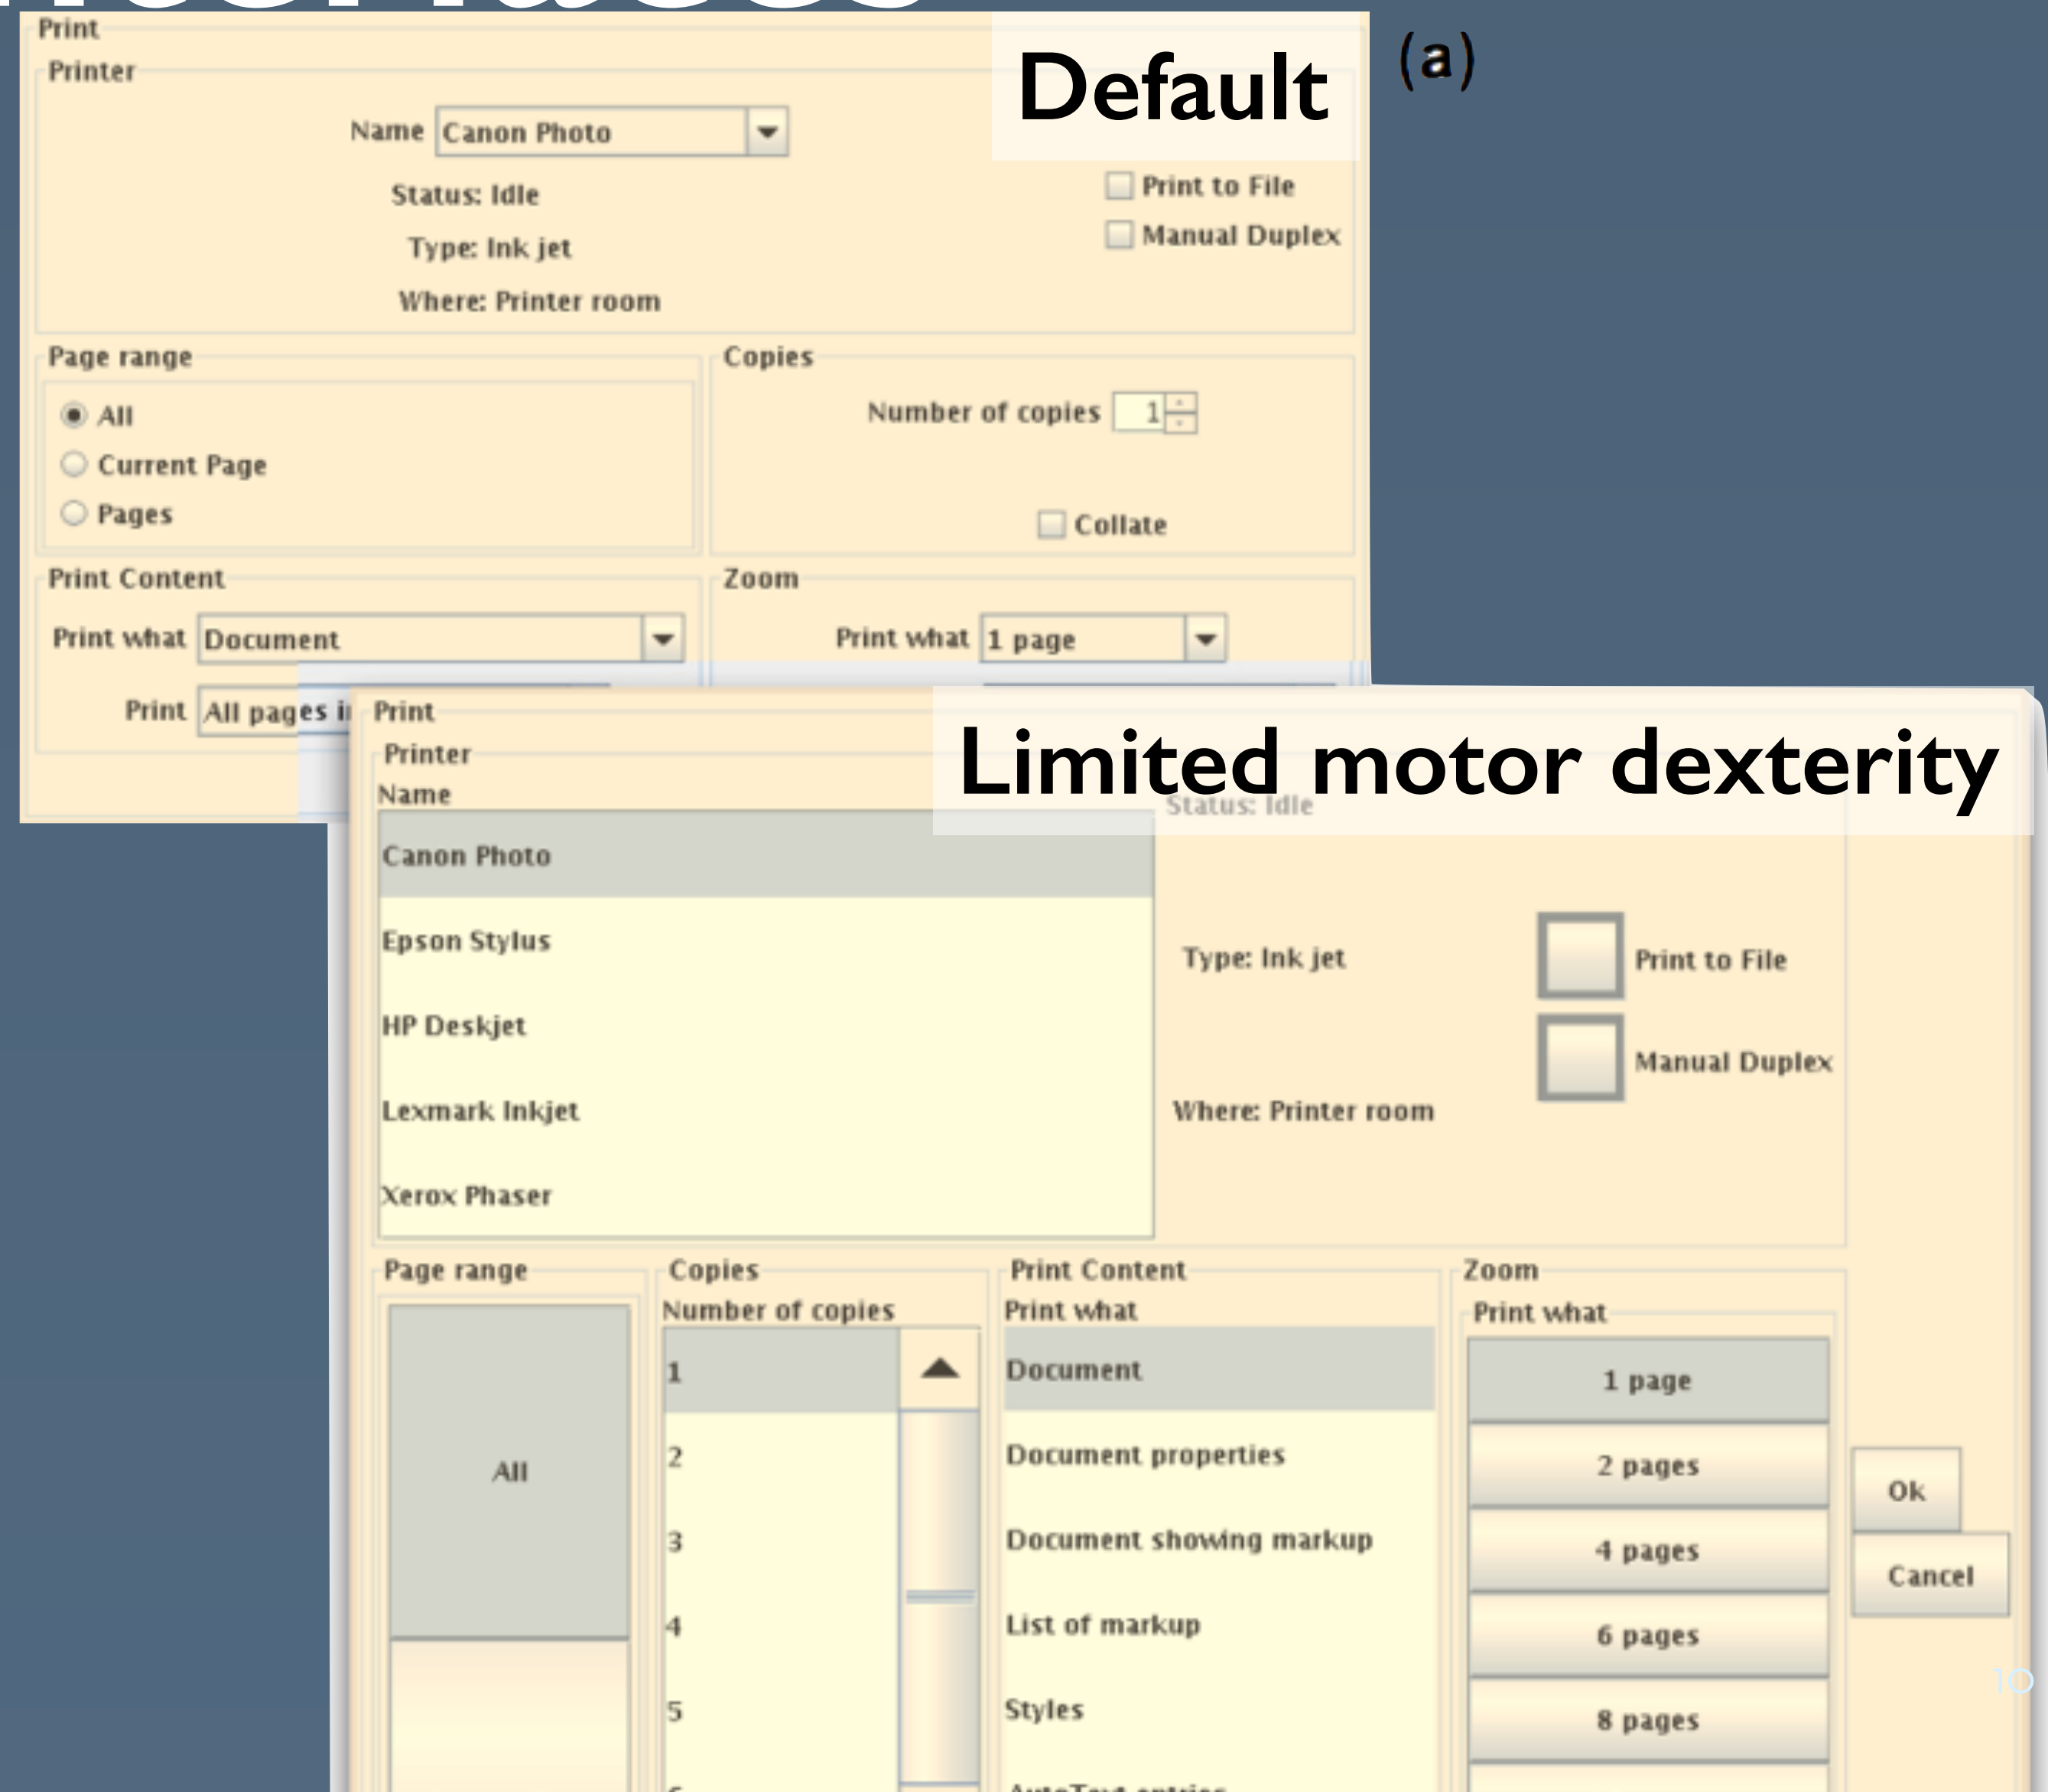 Print
Default
(a)
Printer
Name Canon Photo
Status: Idle
Print to File
Type: Ink jet
Manual Duplex
Where: Printer room
Page range
All
Current Page
Pages
Copies
Number of copies 1
Collate
Print Content
Print what Document
Print All pages
Zoom
Print what 1 page
Print
Limited motor dexterity
Printer
Name
Canon Photo
Epson Stylus
HP Deskjet
Lexmark Inkjet
Xerox Phaser
Status: Idle
Type: Ink jet
Where: Printer room
Print to File
Manual Duplex
Page range
All
Copies
Number of copies
1
2
3
4
5
Print Content
Print what
Document
Document properties
Document showing markup
List of markup
Styles
Zoom
Print what
1 page
2 pages
4 pages
6 pages
8 pages
Ok
Cancel
10